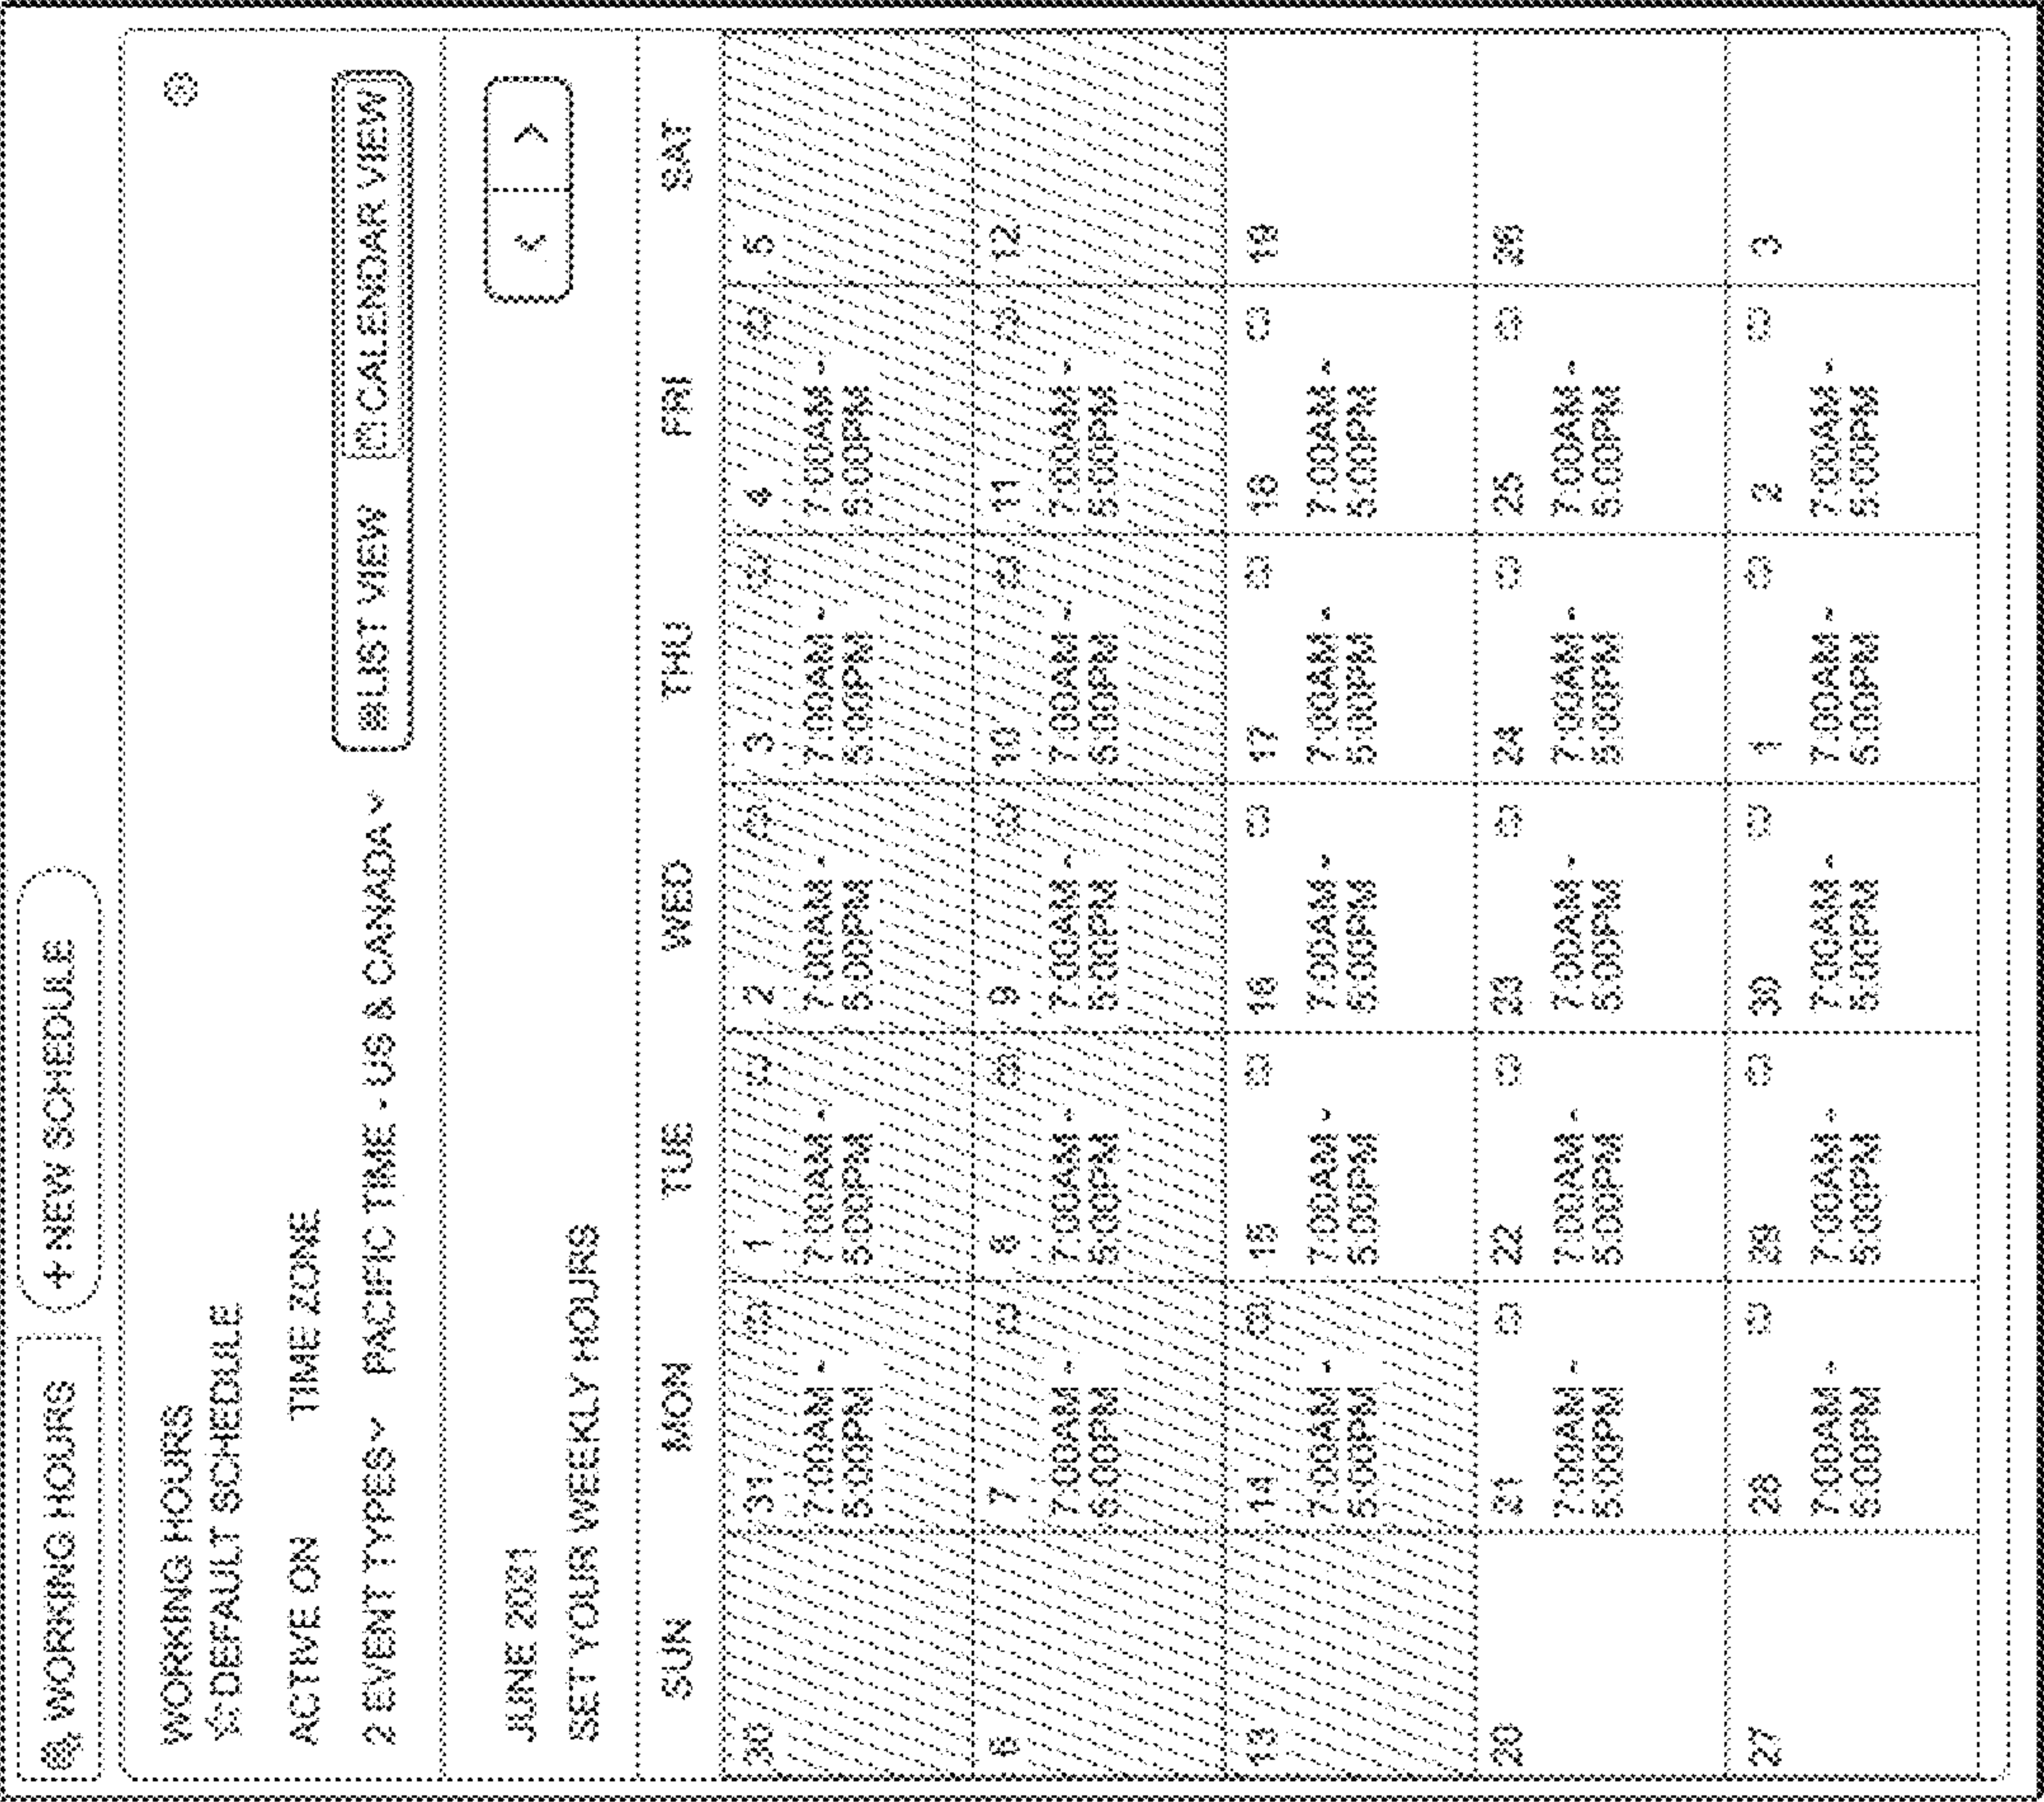 WORKING HOURS
+ NEW SCHEDULE
WORKING HOURS
DEFAULT SCHEDULE
ACTIVE ON TIME ZONE
2 EVENT TYPES PACIFIC TIME - US & CANADA LIST VIEW CALENDAR VIEW
JUNE 2021
SET YOUR WEEKLY HOURS
< >
SUN MON TUE WED THU FRI SAT
30 31 1 2 3 4 5
7:00AM - 7:00AM - 7:00AM - 7:00AM - 7:00AM -
5:00PM 5:00PM 5:00PM 5:00PM 5:00PM
6 7 8 9 10 11 12
7:00AM - 7:00AM - 7:00AM - 7:00AM - 7:00AM -
5:00PM 5:00PM 5:00PM 5:00PM 5:00PM
13 14 15 16 17 18 19
7:00AM - 7:00AM - 7:00AM - 7:00AM - 7:00AM -
5:00PM 5:00PM 5:00PM 5:00PM 5:00PM
20 21 22 23 24 25 26
7:00AM - 7:00AM - 7:00AM - 7:00AM - 7:00AM -
5:00PM 5:00PM 5:00PM 5:00PM 5:00PM
27 28 29 30 1 2 3
7:00AM - 7:00AM - 7:00AM - 7:00AM - 7:00AM -
5:00PM 5:00PM 5:00PM 5:00PM 5:00PM